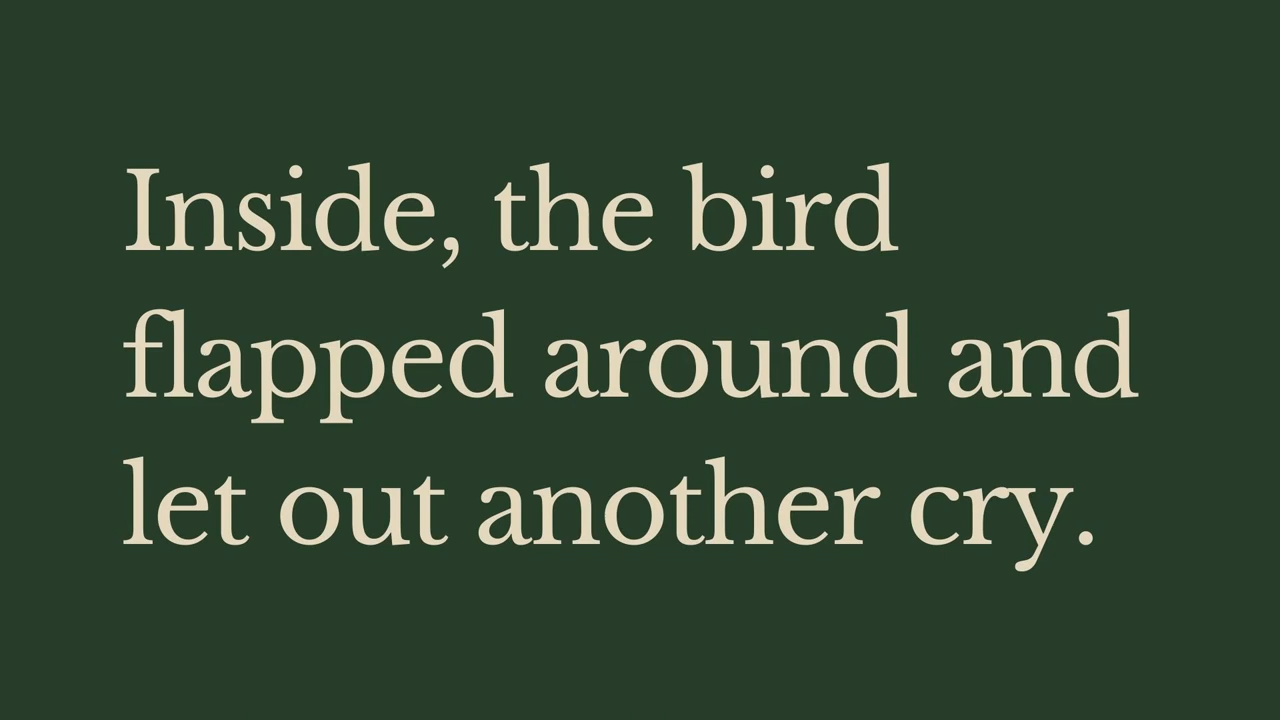 Inside, the bird
flapped around and
let out another cry.